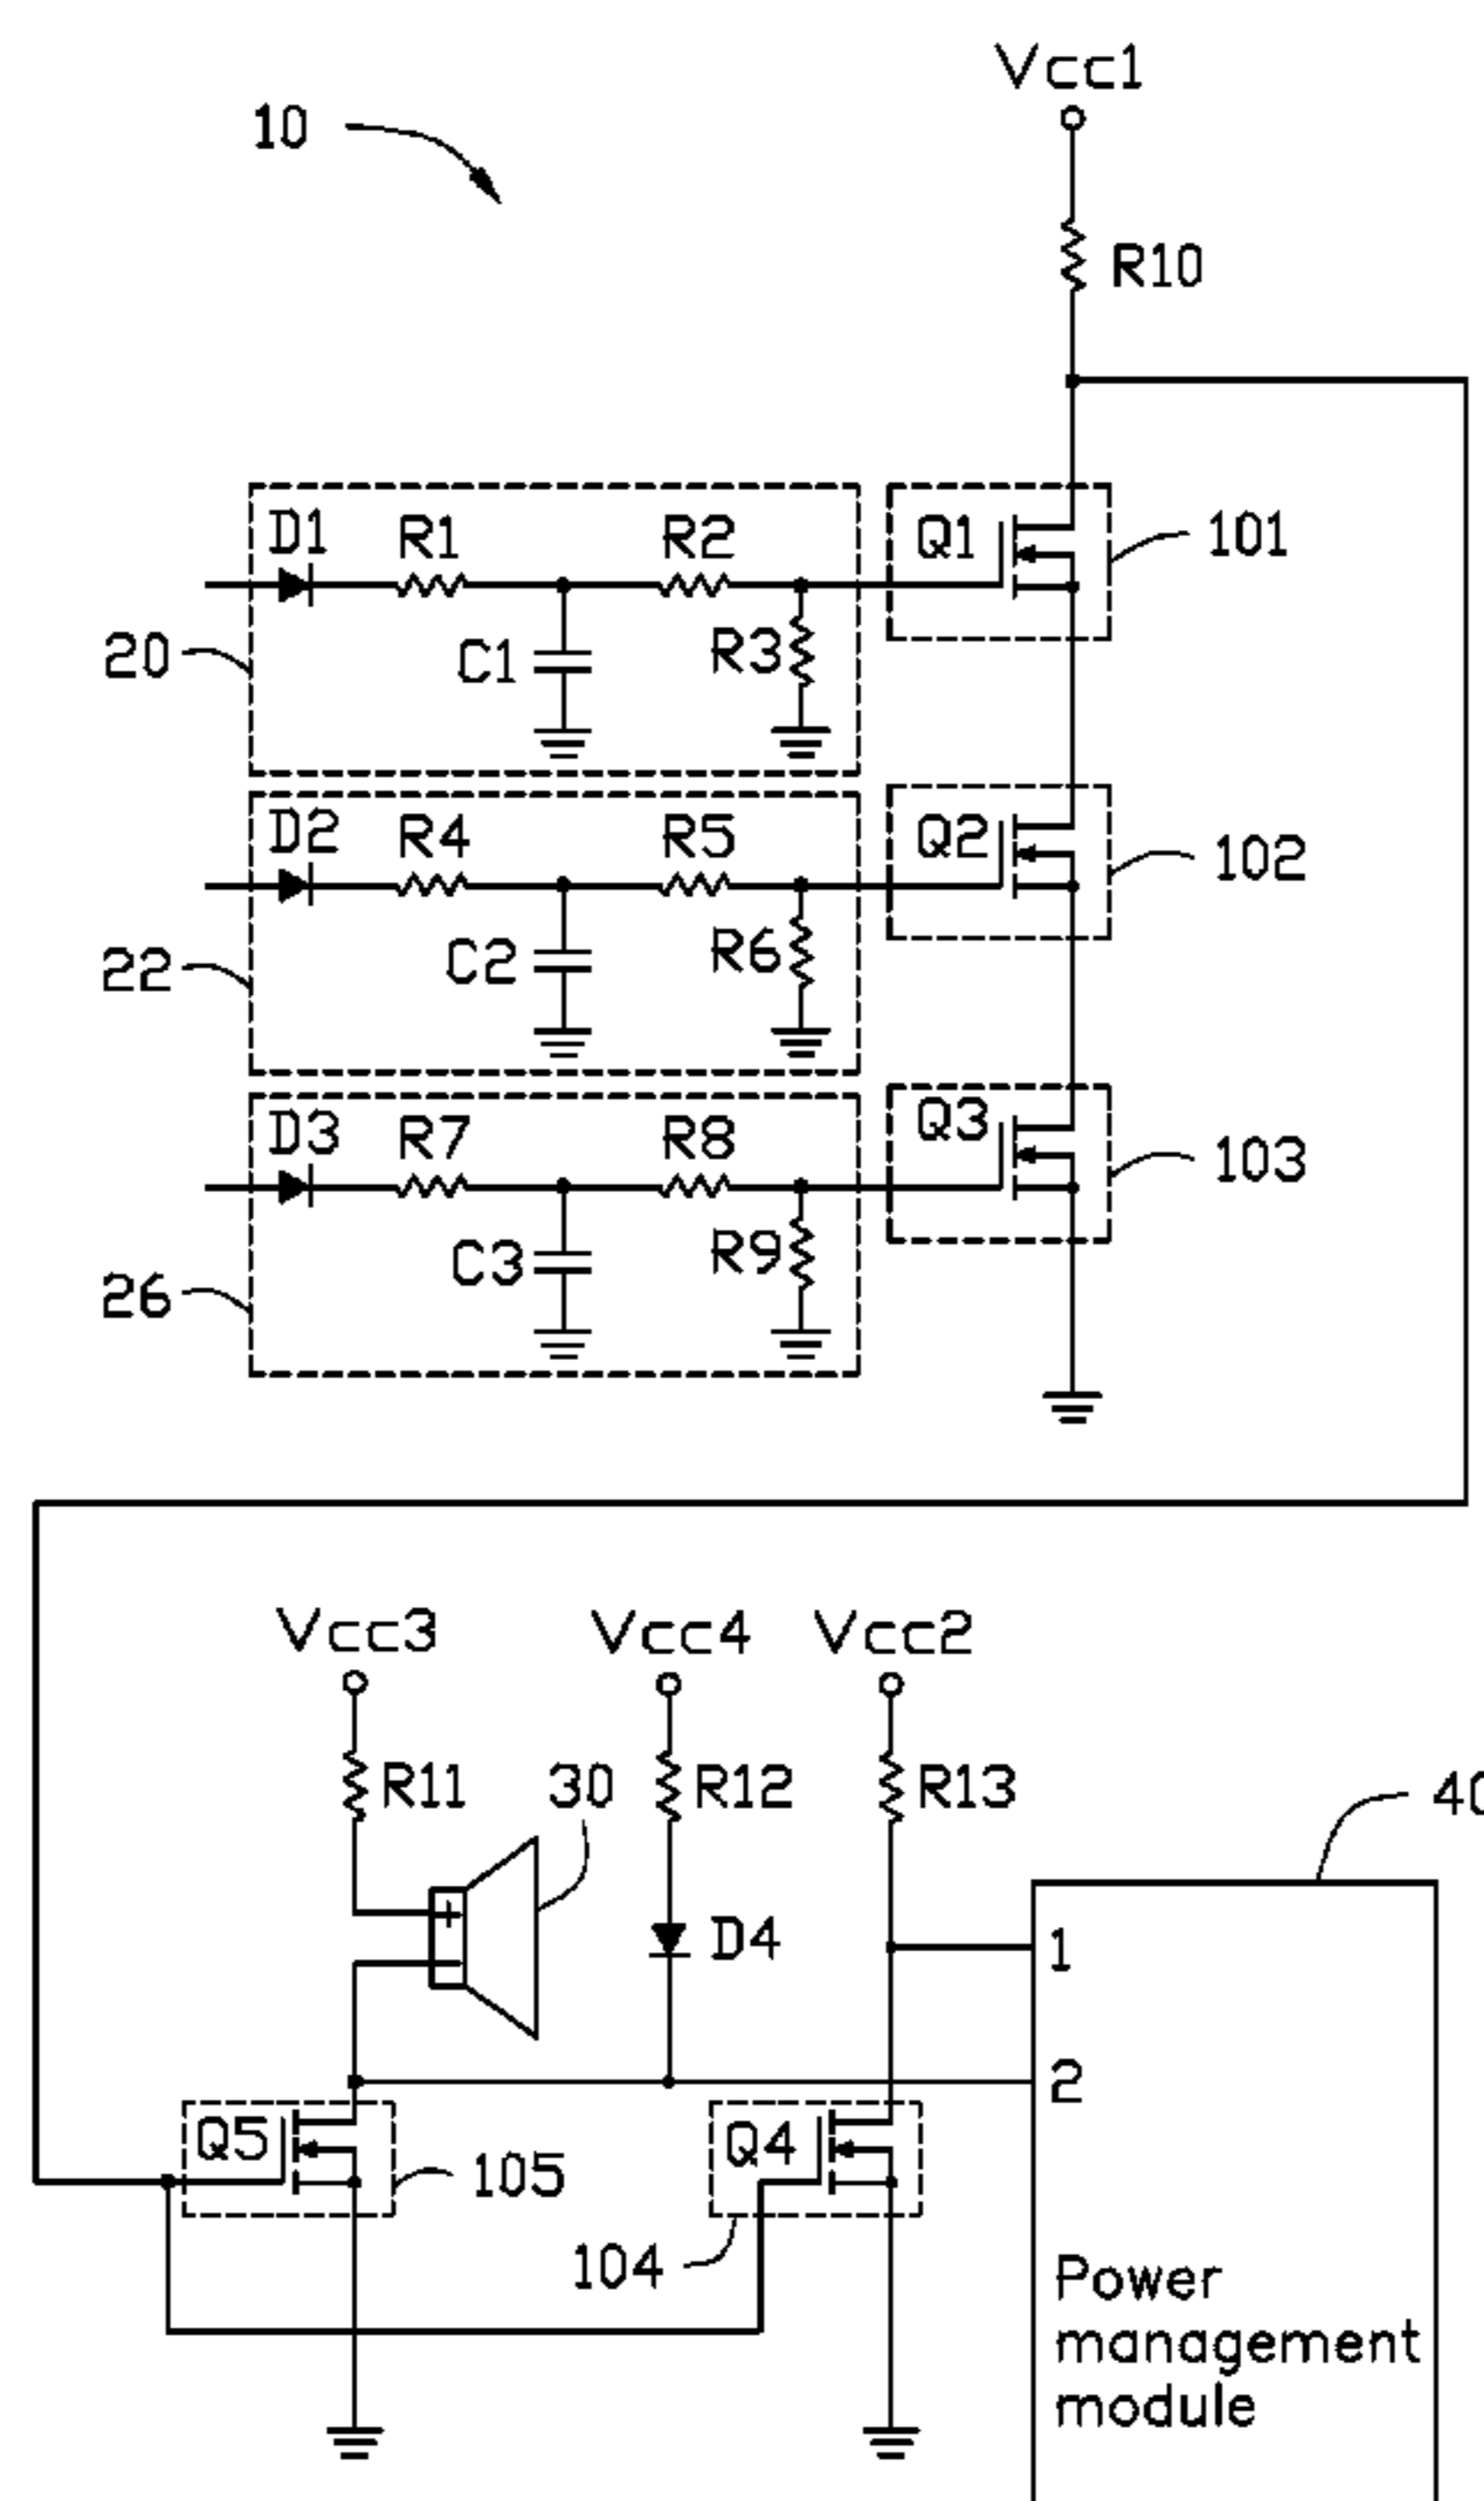 Vcc1
10
R10
D1 R1 R2 Q1 101
20 C1 R3
D2 R4 R5 Q2 102
22 C2 R6
D3 R7 R8 Q3 103
26 C3 R9
Vcc3 Vcc4 Vcc2
R11 30 R12 R13 40
+ D4 1
−
2
Q5 105 Q4
104
Power
management
module